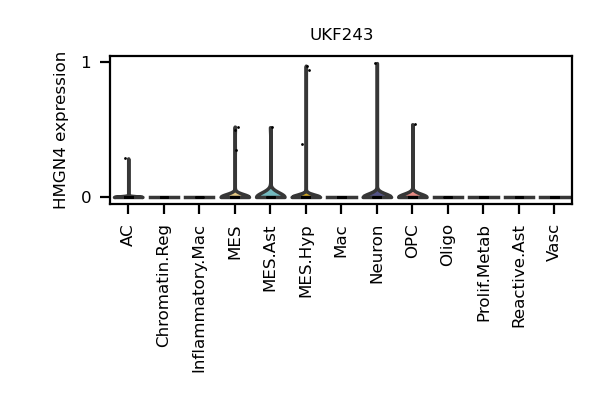 UKF243
HMGN4 expression
1
0
AC
Chromatin.Reg
Inflammatory.Mac
MES
MES.Ast
MES.Hyp
Mac
Neuron
OPC
Oligo
Prolif.Metab
Reactive.Ast
Vasc